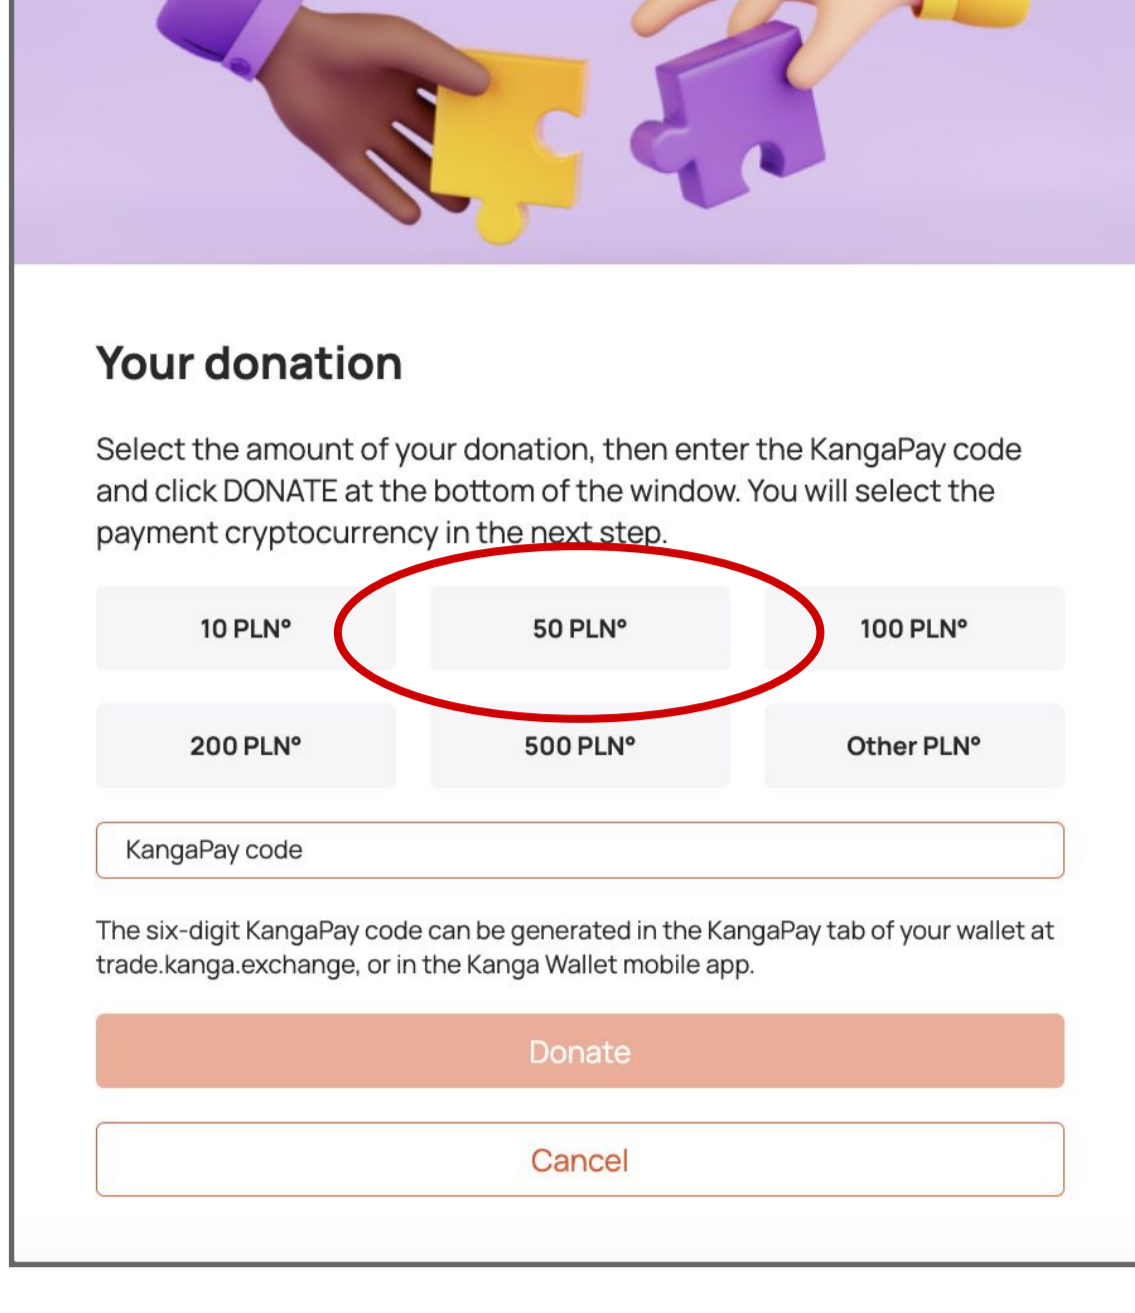 Your donation
Select the amount of your donation, then enter the KangaPay code
and click DONATE at the bottom of the window. You will select the
payment cryptocurrency in the next step.
10 PLN° 50 PLN° 100 PLN°
200 PLN° 500 PLN° Other PLN°
KangaPay code
The six-digit KangaPay code can be generated in the KangaPay tab of your wallet at
trade.kanga.exchange, or in the Kanga Wallet mobile app.
Donate
Cancel